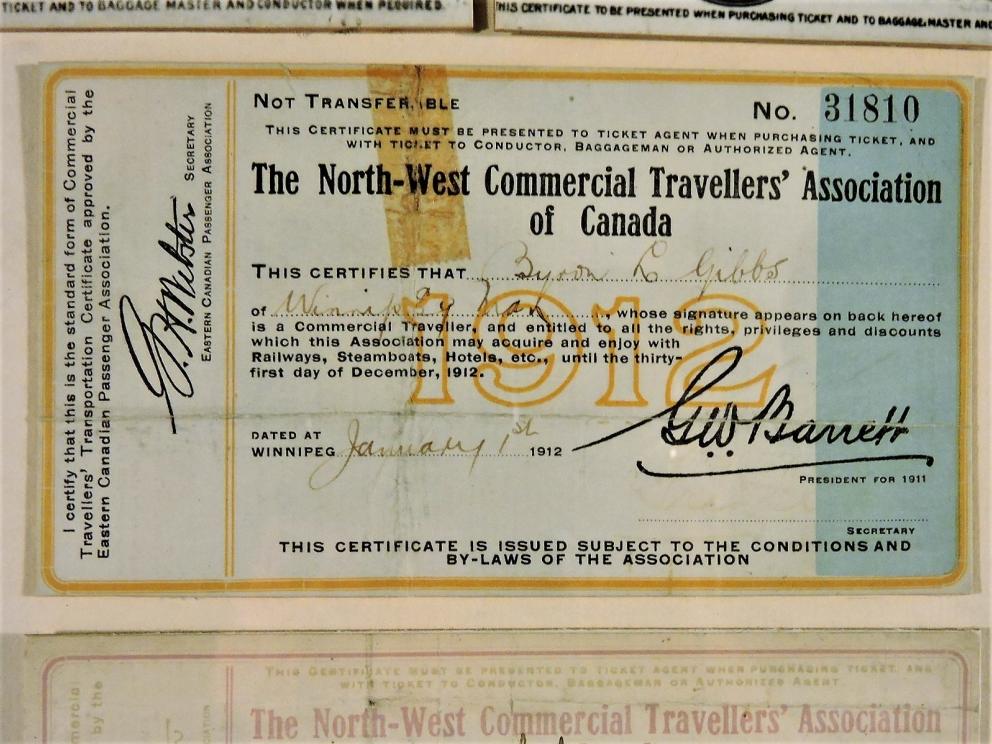 TICKET AND TO BAGGAGE MASTER AND CONDUCTOR WHEN REQUIRED.
THIS CERTIFICATE TO BE PRESENTED WHEN PURCHASING TICKET AND TO BAGGAGE MASTER AND
I certify that this is the standard form of Commercial
Travellers' Transportation Certificate approved by the
Eastern Canadian Passenger Association.
G. H. Webster SECRETARY
EASTERN CANADIAN PASSENGER ASSOCIATION
NOT TRANSFERABLE
No. 31810
THIS CERTIFICATE MUST BE PRESENTED TO TICKET AGENT WHEN PURCHASING TICKET, AND
WITH TICKET TO CONDUCTOR, BAGGAGEMAN OR AUTHORIZED AGENT.
The North-West Commercial Travellers' Association
of Canada
THIS CERTIFIES THAT Byron L Gibbs
of Winnipeg Man, whose signature appears on back hereof
is a Commercial Traveller, and entitled to all the rights, privileges and discounts
which this Association may acquire and enjoy with
Railways, Steamboats, Hotels, etc., until the thirty-
first day of December, 1912.
1912
DATED AT
WINNIPEG January 1st 1912
G.W. Barrett
PRESIDENT FOR 1911
SECRETARY
THIS CERTIFICATE IS ISSUED SUBJECT TO THE CONDITIONS AND
BY-LAWS OF THE ASSOCIATION
mercial
by the
THIS CERTIFICATE MUST BE PRESENTED TO TICKET AGENT WHEN PURCHASING TICKET, AND
WITH TICKET TO CONDUCTOR, BAGGAGEMAN OR AUTHORIZED AGENT
The North-West Commercial Travellers' Association